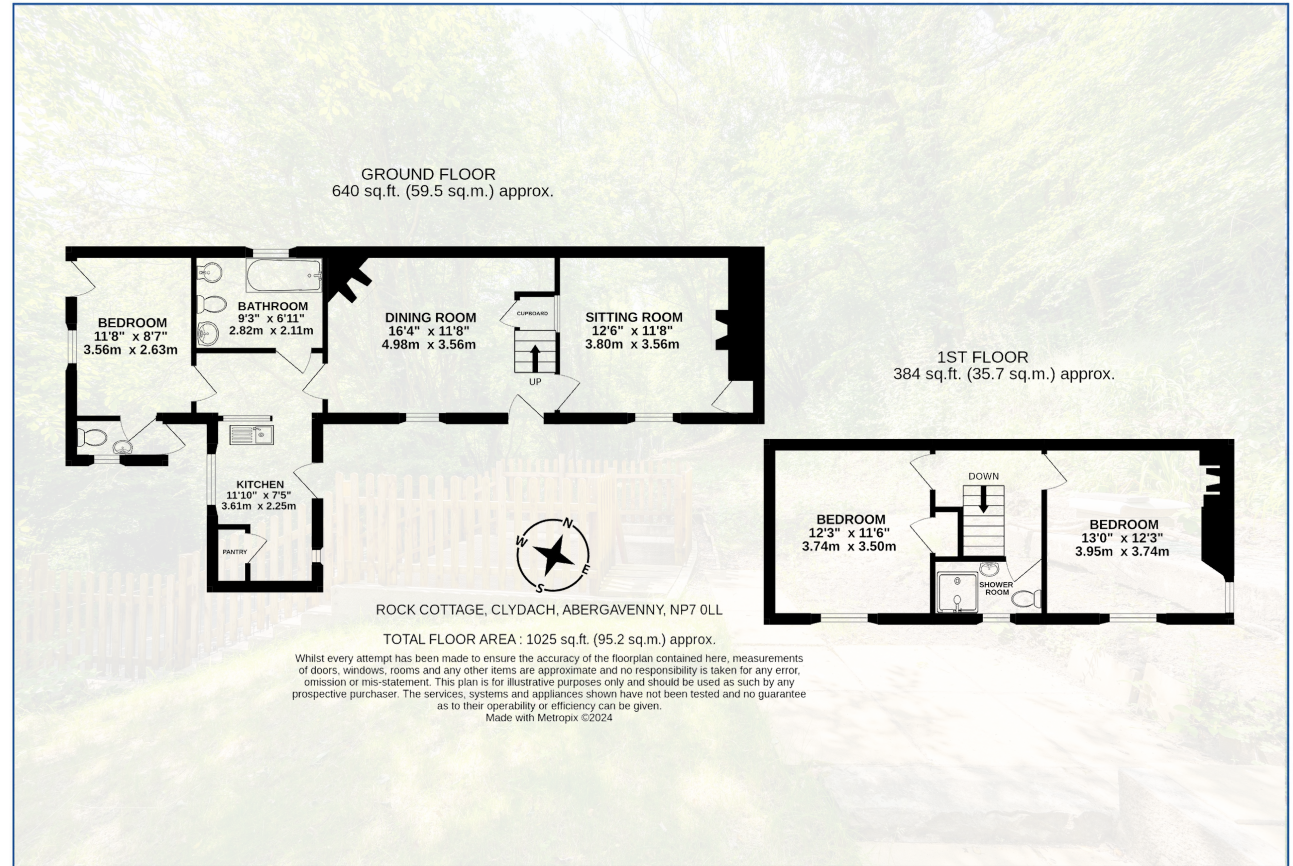 GROUND FLOOR
640 sq.ft. (59.5 sq.m.) approx.
BEDROOM
11'8" x 8'7"
3.56m x 2.63m
BATHROOM
9'3" x 6'11"
2.82m x 2.11m
DINING ROOM
16'4" x 11'8"
4.98m x 3.56m
CUPBOARD
UP
SITTING ROOM
12'6" x 11'8"
3.80m x 3.56m
KITCHEN
11'10" x 7'5"
3.61m x 2.25m
PANTRY
1ST FLOOR
384 sq.ft. (35.7 sq.m.) approx.
BEDROOM
12'3" x 11'6"
3.74m x 3.50m
DOWN
SHOWER
ROOM
BEDROOM
13'0" x 12'3"
3.95m x 3.74m
N
W
E
S
ROCK COTTAGE, CLYDACH, ABERGAVENNY, NP7 0LL
TOTAL FLOOR AREA : 1025 sq.ft. (95.2 sq.m.) approx.
Whilst every attempt has been made to ensure the accuracy of the floorplan contained here, measurements
of doors, windows, rooms and any other items are approximate and no responsibility is taken for any error,
omission or mis-statement. This plan is for illustrative purposes only and should be used as such by any
prospective purchaser. The services, systems and appliances shown have not been tested and no guarantee
as to their operability or efficiency can be given.
Made with Metropix ©2024